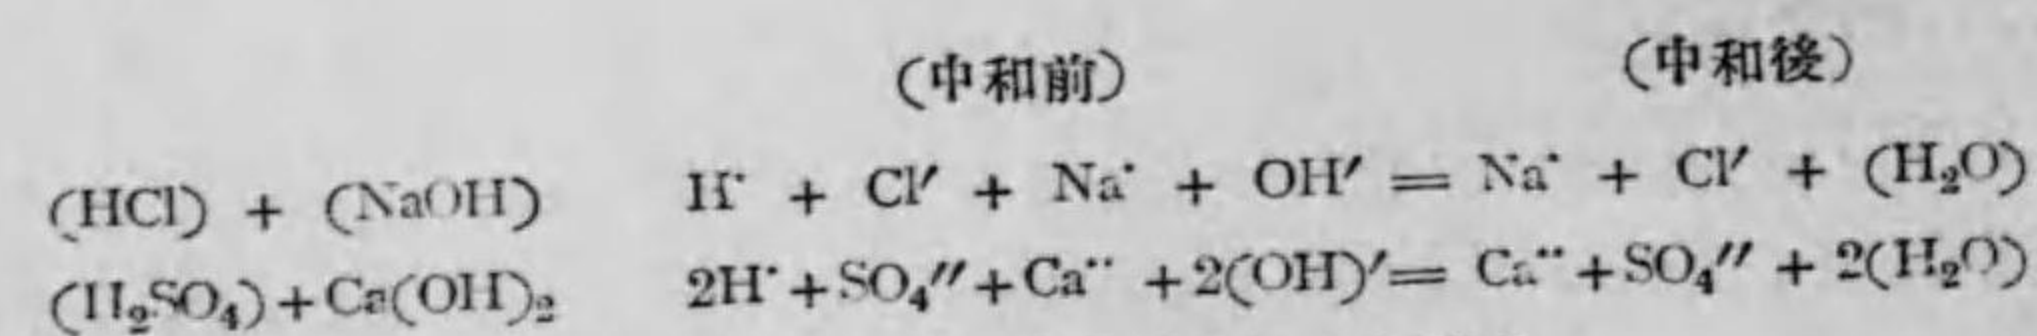 (中和前) (中和後)
(HCl) + (NaOH) H˙ + Cl′ + Na˙ + OH′ = Na˙ + Cl′ + (H₂O)
(H₂SO₄)+Ca(OH)₂ 2H˙+SO₄″+Ca˙˙ +2(OH)′= Ca˙˙+SO₄″ + 2(H₂O)